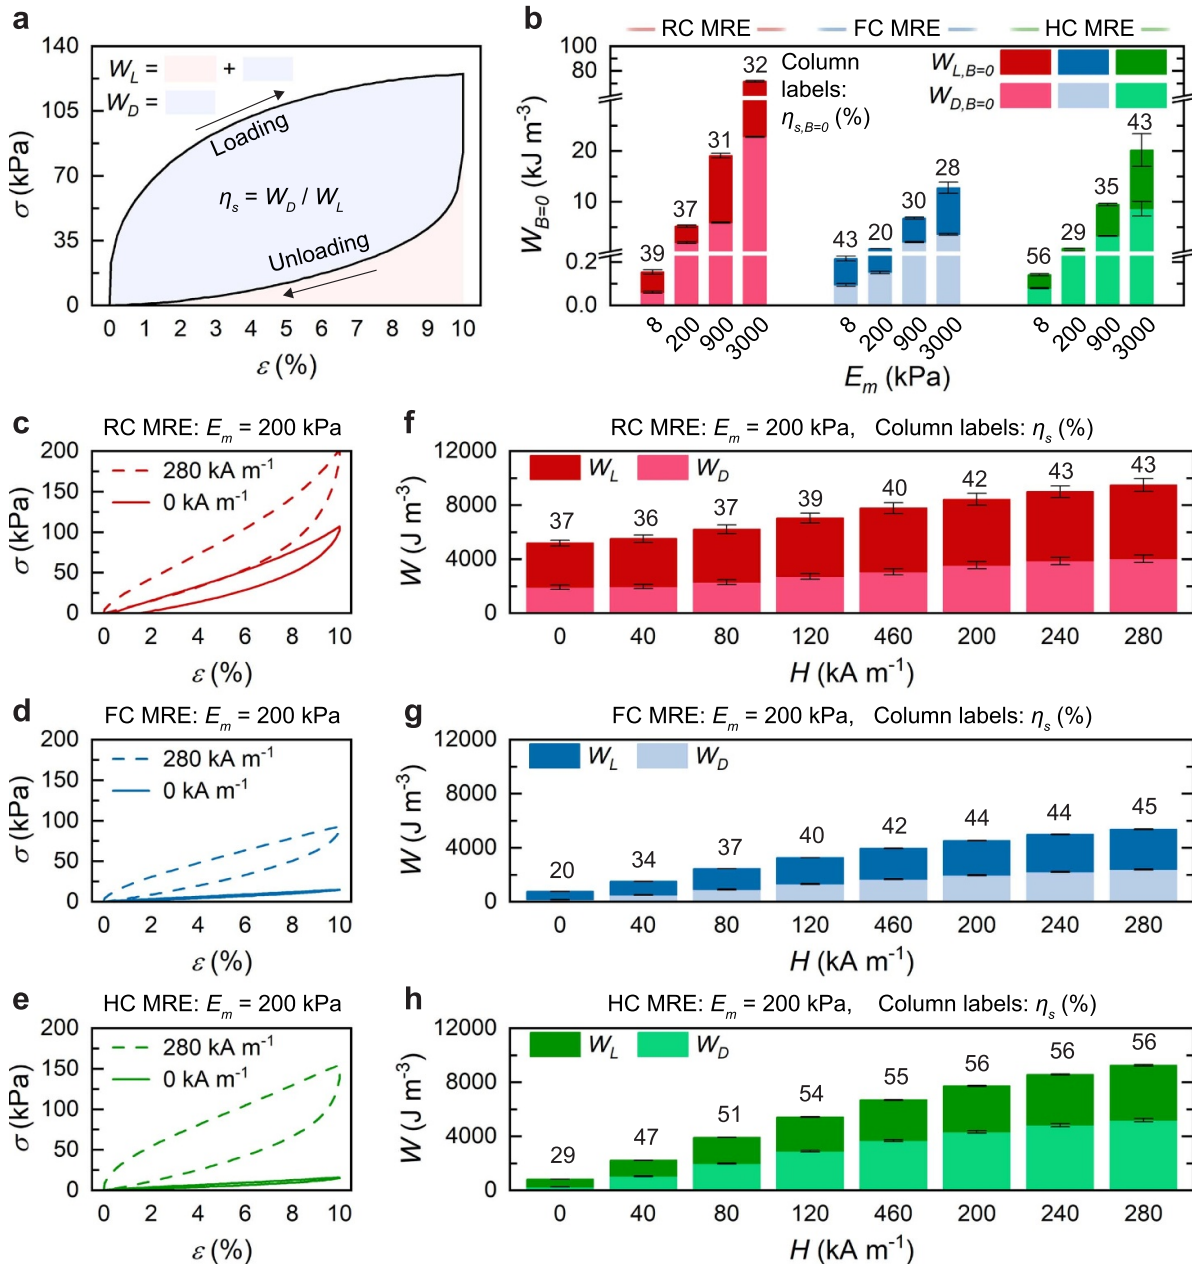 a
140
105
70
35
0
σ (kPa)
W_L = +
W_D =
Loading
η_s = W_D / W_L
Unloading
0 1 2 3 4 5 6 7 8 9 10
ε (%)
b
RC MRE FC MRE HC MRE
100
80
20
10
0.2
0.0
W_{B=0} (kJ m⁻³)
Column
labels:
η_{s,B=0} (%)
W_{L,B=0}
W_{D,B=0}
39 37 31 32 43 20 30 28 56 29 35 43
8 200 900 3000 8 200 900 3000 8 200 900 3000
E_m (kPa)
c
RC MRE: E_m = 200 kPa
200
150
100
50
0
σ (kPa)
280 kA m⁻¹
0 kA m⁻¹
0 2 4 6 8 10
ε (%)
f
RC MRE: E_m = 200 kPa, Column labels: η_s (%)
12000
8000
4000
0
W (J m⁻³)
W_L W_D
37 36 37 39 40 42 43 43
0 40 80 120 460 200 240 280
H (kA m⁻¹)
d
FC MRE: E_m = 200 kPa
200
150
100
50
0
σ (kPa)
280 kA m⁻¹
0 kA m⁻¹
0 2 4 6 8 10
ε (%)
g
FC MRE: E_m = 200 kPa, Column labels: η_s (%)
12000
8000
4000
0
W (J m⁻³)
W_L W_D
20 34 37 40 42 44 44 45
0 40 80 120 460 200 240 280
H (kA m⁻¹)
e
HC MRE: E_m = 200 kPa
200
150
100
50
0
σ (kPa)
280 kA m⁻¹
0 kA m⁻¹
0 2 4 6 8 10
ε (%)
h
HC MRE: E_m = 200 kPa, Column labels: η_s (%)
12000
8000
4000
0
W (J m⁻³)
W_L W_D
29 47 51 54 55 56 56 56
0 40 80 120 460 200 240 280
H (kA m⁻¹)